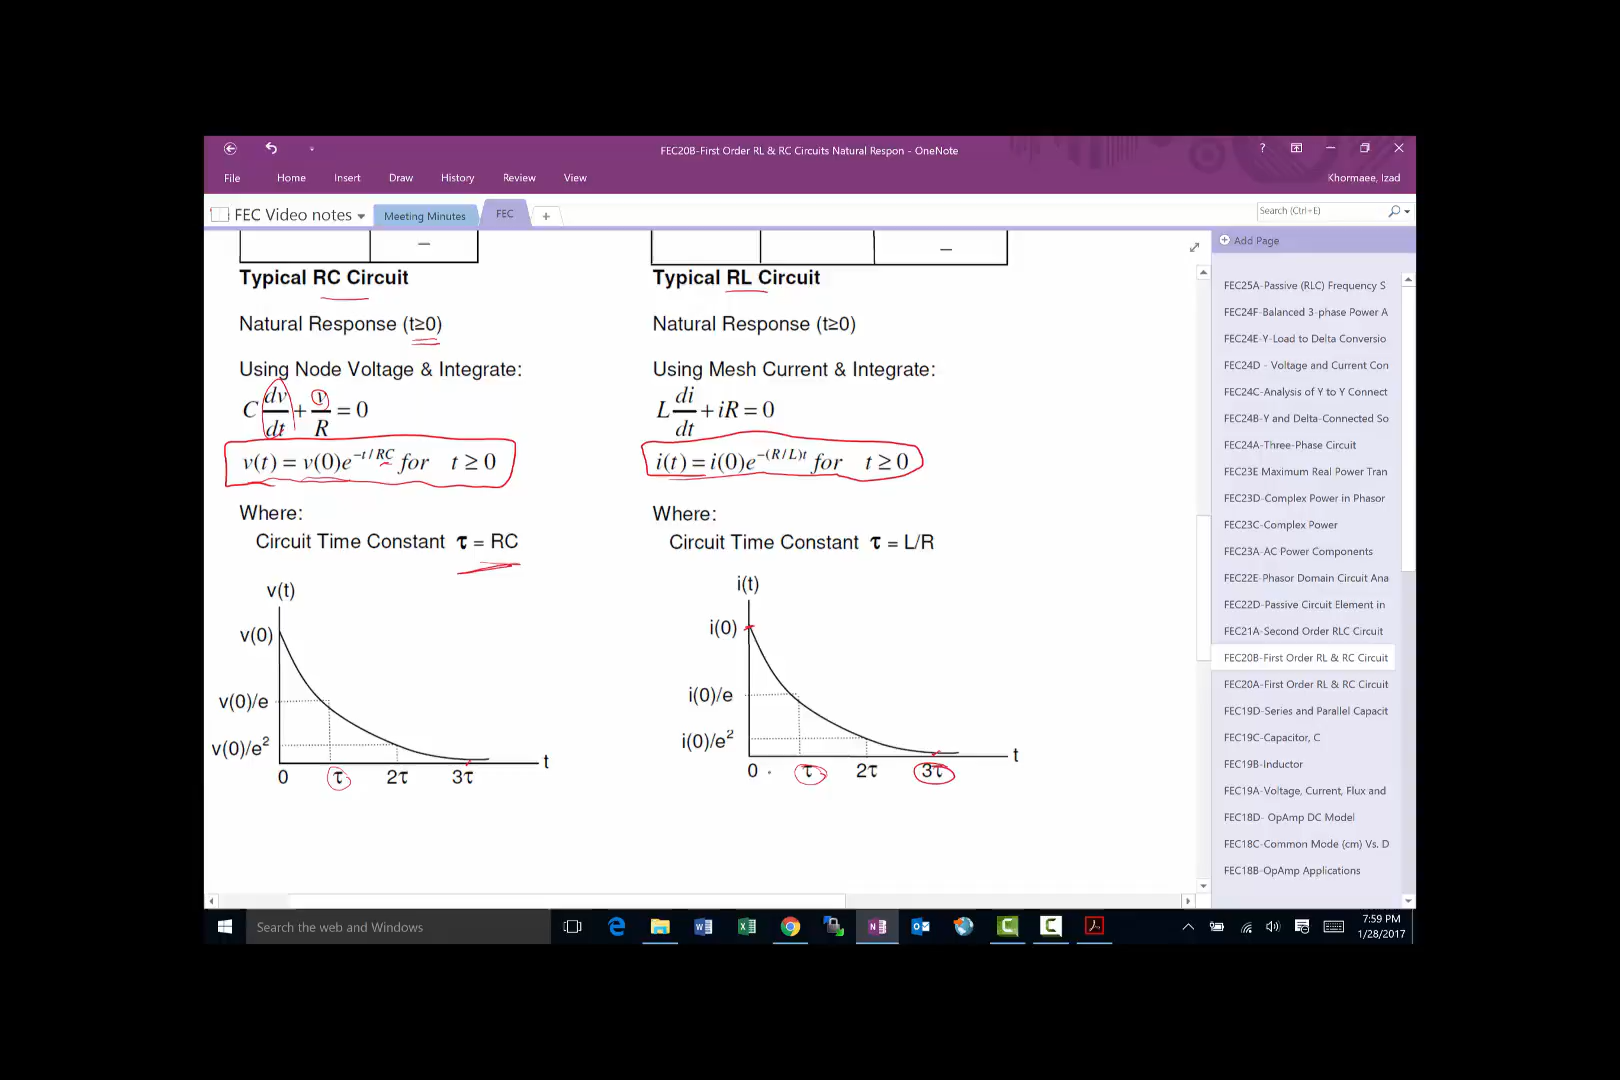 FEC20B-First Order RL & RC Circuits Natural Respon - OneNote
?
File Home Insert Draw History Review View
Khormaee, Izad
FEC Video notes
Meeting Minutes
FEC
+
Search (Ctrl+E)
Add Page
– –
Typical RC Circuit
Natural Response (t≥0)
Using Node Voltage & Integrate:
C dv/dt + v/R = 0
v(t) = v(0)e^{-t/RC} for t ≥ 0
Where:
Circuit Time Constant τ = RC
v(t)
v(0)
v(0)/e
v(0)/e²
0 τ 2τ 3τ t
Typical RL Circuit
Natural Response (t≥0)
Using Mesh Current & Integrate:
L di/dt + iR = 0
i(t) = i(0)e^{-(R/L)t} for t ≥ 0
Where:
Circuit Time Constant τ = L/R
i(t)
i(0)
i(0)/e
i(0)/e²
0 τ 2τ 3τ t
FEC25A-Passive (RLC) Frequency S
FEC24F-Balanced 3-phase Power A
FEC24E-Y-Load to Delta Conversio
FEC24D - Voltage and Current Con
FEC24C-Analysis of Y to Y Connect
FEC24B-Y and Delta-Connected So
FEC24A-Three-Phase Circuit
FEC23E Maximum Real Power Tran
FEC23D-Complex Power in Phasor
FEC23C-Complex Power
FEC23A-AC Power Components
FEC22E-Phasor Domain Circuit Ana
FEC22D-Passive Circuit Element in
FEC21A-Second Order RLC Circuit
FEC20B-First Order RL & RC Circuit
FEC20A-First Order RL & RC Circuit
FEC19D-Series and Parallel Capacit
FEC19C-Capacitor, C
FEC19B-Inductor
FEC19A-Voltage, Current, Flux and
FEC18D- OpAmp DC Model
FEC18C-Common Mode (cm) Vs. D
FEC18B-OpAmp Applications
Search the web and Windows
7:59 PM
1/28/2017